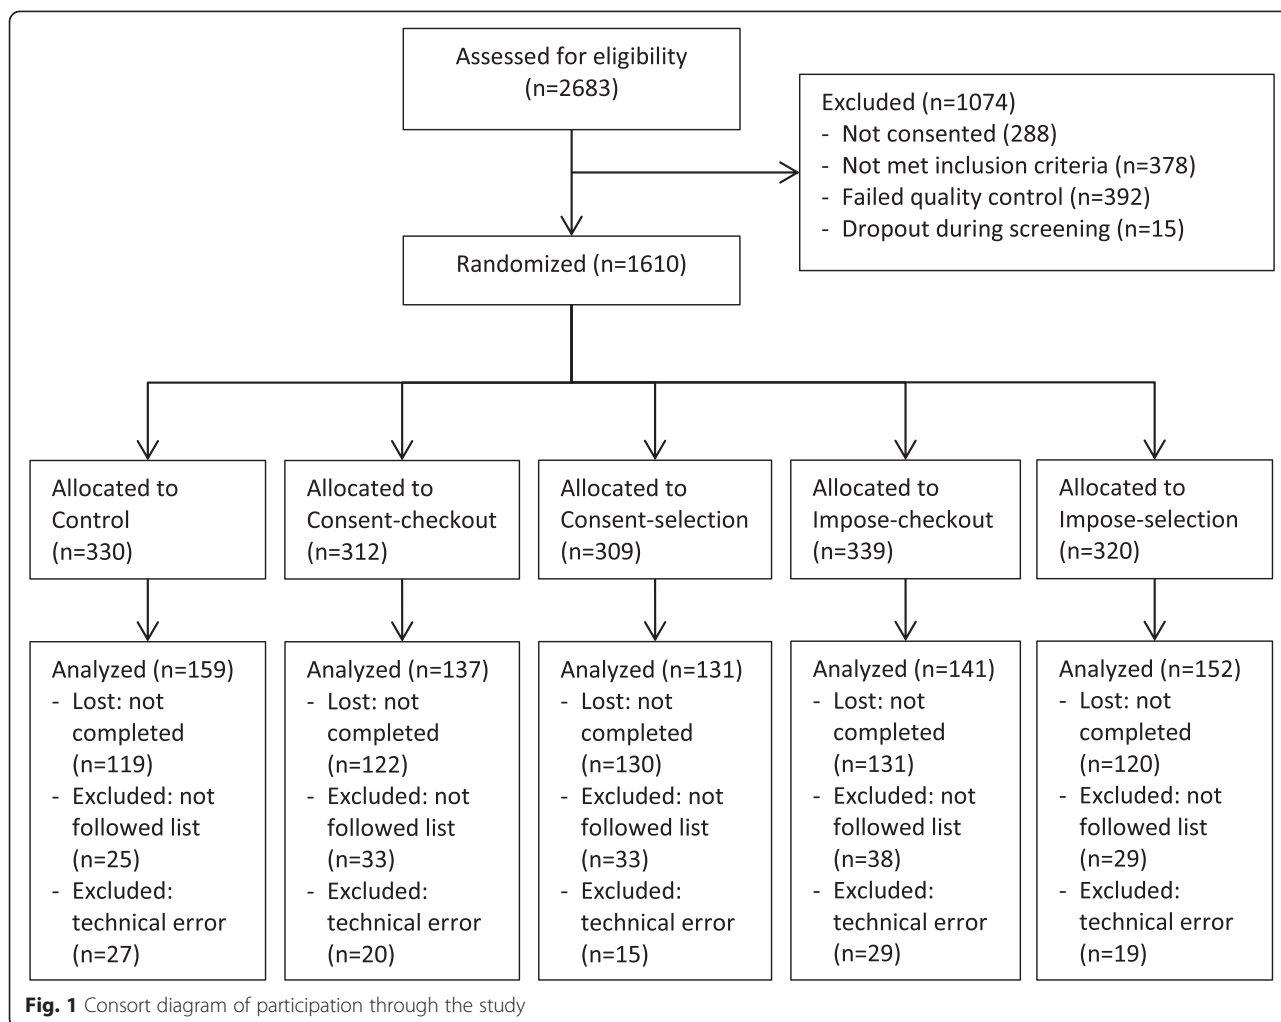 Assessed for eligibility
(n=2683)
Excluded (n=1074)
- Not consented (288)
- Not met inclusion criteria (n=378)
- Failed quality control (n=392)
- Dropout during screening (n=15)
Randomized (n=1610)
Allocated to
Control
(n=330)
Allocated to
Consent-checkout
(n=312)
Allocated to
Consent-selection
(n=309)
Allocated to
Impose-checkout
(n=339)
Allocated to
Impose-selection
(n=320)
Analyzed (n=159)
- Lost: not
completed
(n=119)
- Excluded: not
followed list
(n=25)
- Excluded:
technical error
(n=27)
Analyzed (n=137)
- Lost: not
completed
(n=122)
- Excluded: not
followed list
(n=33)
- Excluded:
technical error
(n=20)
Analyzed (n=131)
- Lost: not
completed
(n=130)
- Excluded: not
followed list
(n=33)
- Excluded:
technical error
(n=15)
Analyzed (n=141)
- Lost: not
completed
(n=131)
- Excluded: not
followed list
(n=38)
- Excluded:
technical error
(n=29)
Analyzed (n=152)
- Lost: not
completed
(n=120)
- Excluded: not
followed list
(n=29)
- Excluded:
technical error
(n=19)
Fig. 1 Consort diagram of participation through the study